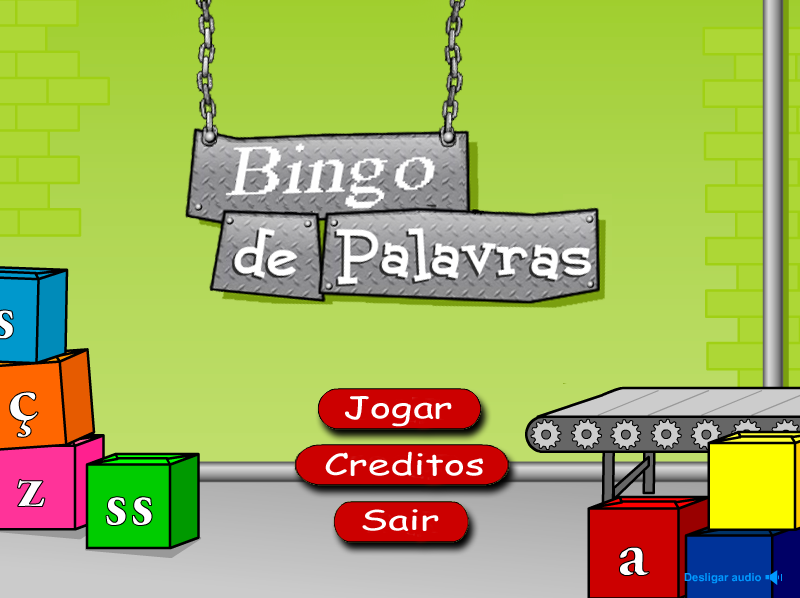 Bingo
de Palavras
s
ç
z
ss
Jogar
Creditos
Sair
a
Desligar audio